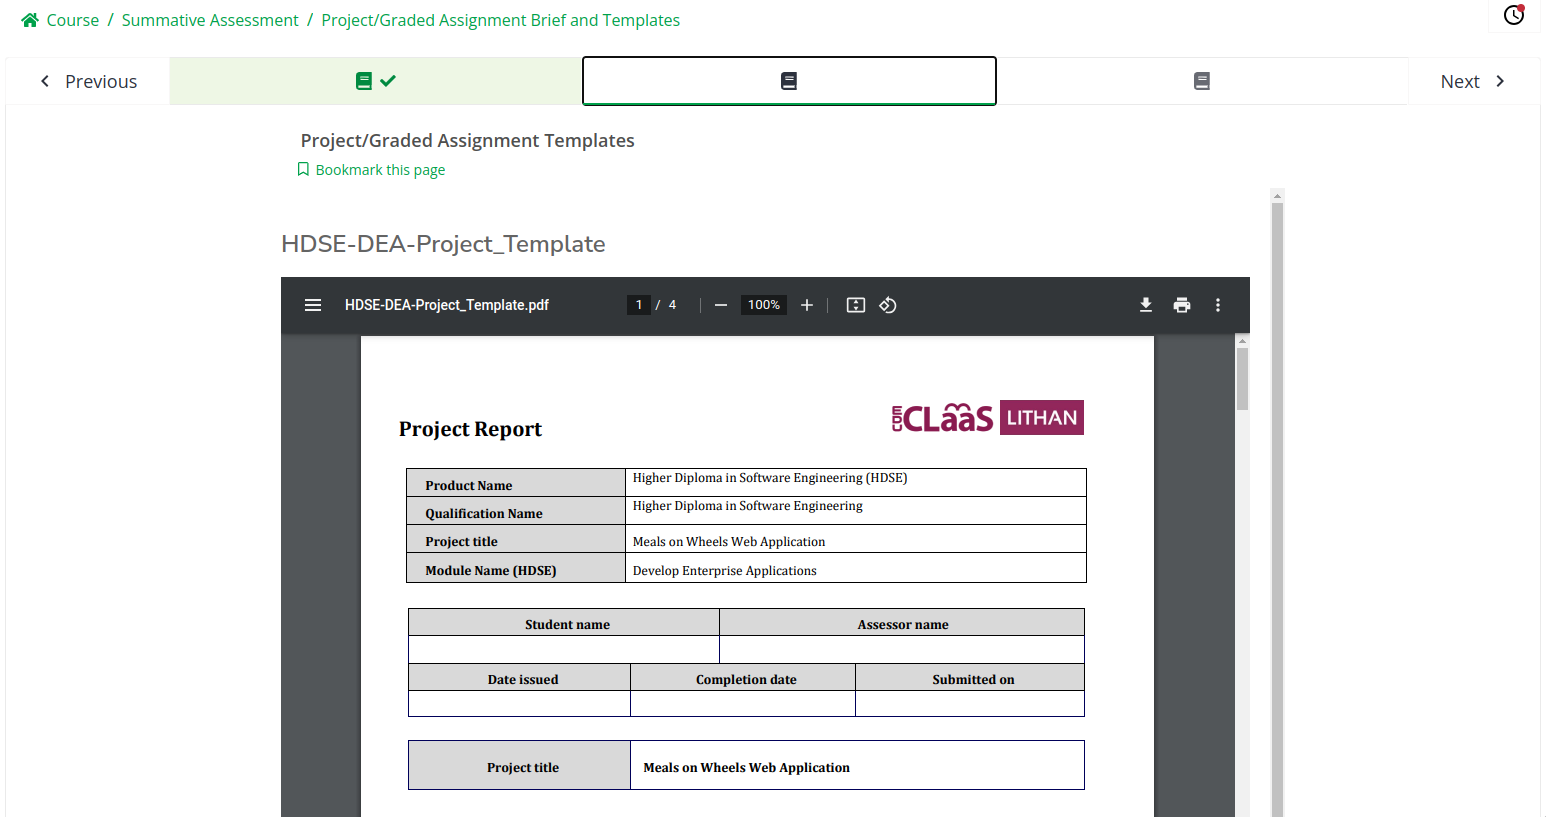 Course / Summative Assessment / Project/Graded Assignment Brief and Templates
Previous
Next
Project/Graded Assignment Templates
Bookmark this page
HDSE-DEA-Project_Template
HDSE-DEA-Project_Template.pdf 1 / 4 100%
CDEM CLaaS LITHAN
Project Report
Product Name Higher Diploma in Software Engineering (HDSE)
Qualification Name Higher Diploma in Software Engineering
Project title Meals on Wheels Web Application
Module Name (HDSE) Develop Enterprise Applications
Student name Assessor name
Date issued Completion date Submitted on
Project title Meals on Wheels Web Application